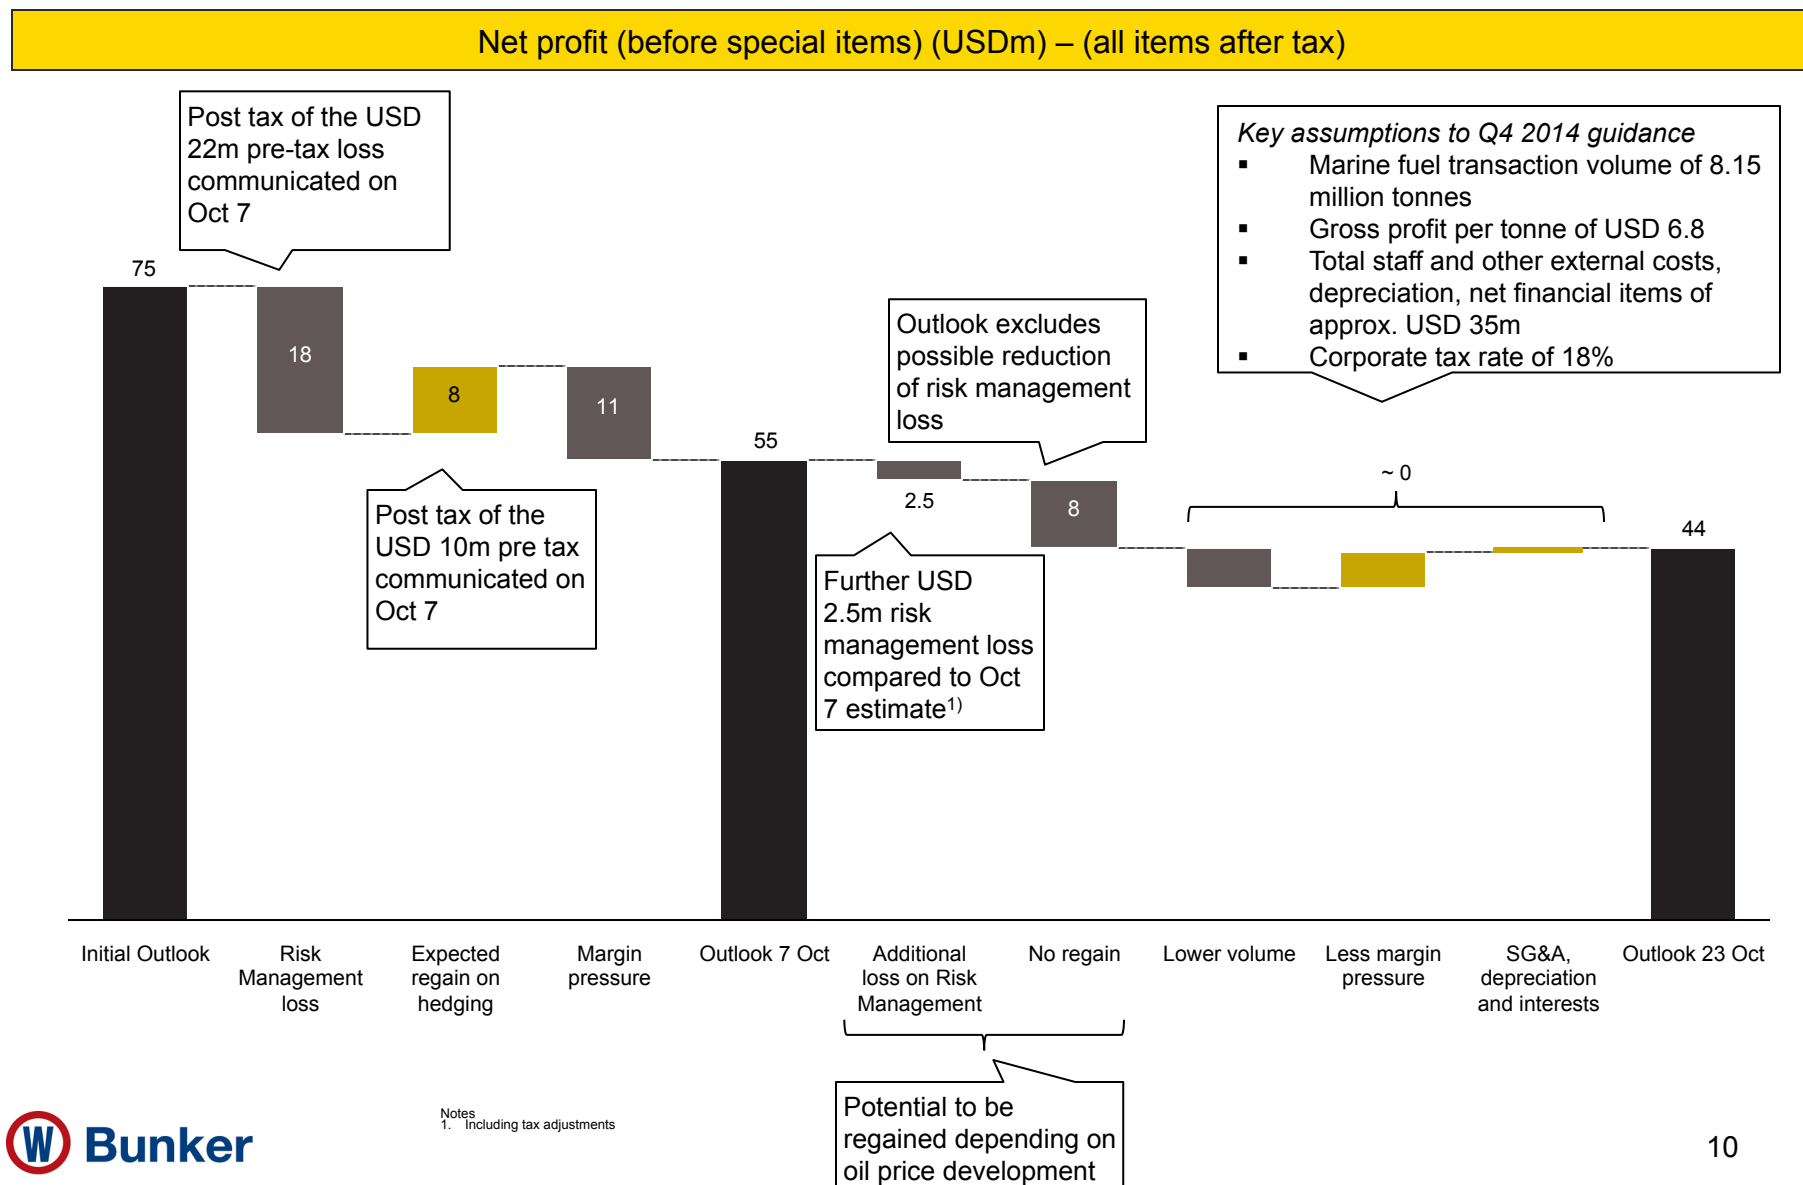 Net profit (before special items) (USDm) – (all items after tax)
Post tax of the USD
22m pre-tax loss
communicated on
Oct 7
Key assumptions to Q4 2014 guidance
▪ Marine fuel transaction volume of 8.15
million tonnes
▪ Gross profit per tonne of USD 6.8
▪ Total staff and other external costs,
depreciation, net financial items of
approx. USD 35m
▪ Corporate tax rate of 18%
75
18
8
11
Outlook excludes
possible reduction
of risk management
loss
55
2.5
8
~ 0
44
Post tax of the
USD 10m pre tax
communicated on
Oct 7
Further USD
2.5m risk
management loss
compared to Oct
7 estimate1)
Initial Outlook
Risk
Management
loss
Expected
regain on
hedging
Margin
pressure
Outlook 7 Oct
Additional
loss on Risk
Management
No regain
Lower volume
Less margin
pressure
SG&A,
depreciation
and interests
Outlook 23 Oct
Potential to be
regained depending on
oil price development
Notes
1. Including tax adjustments
W Bunker
10